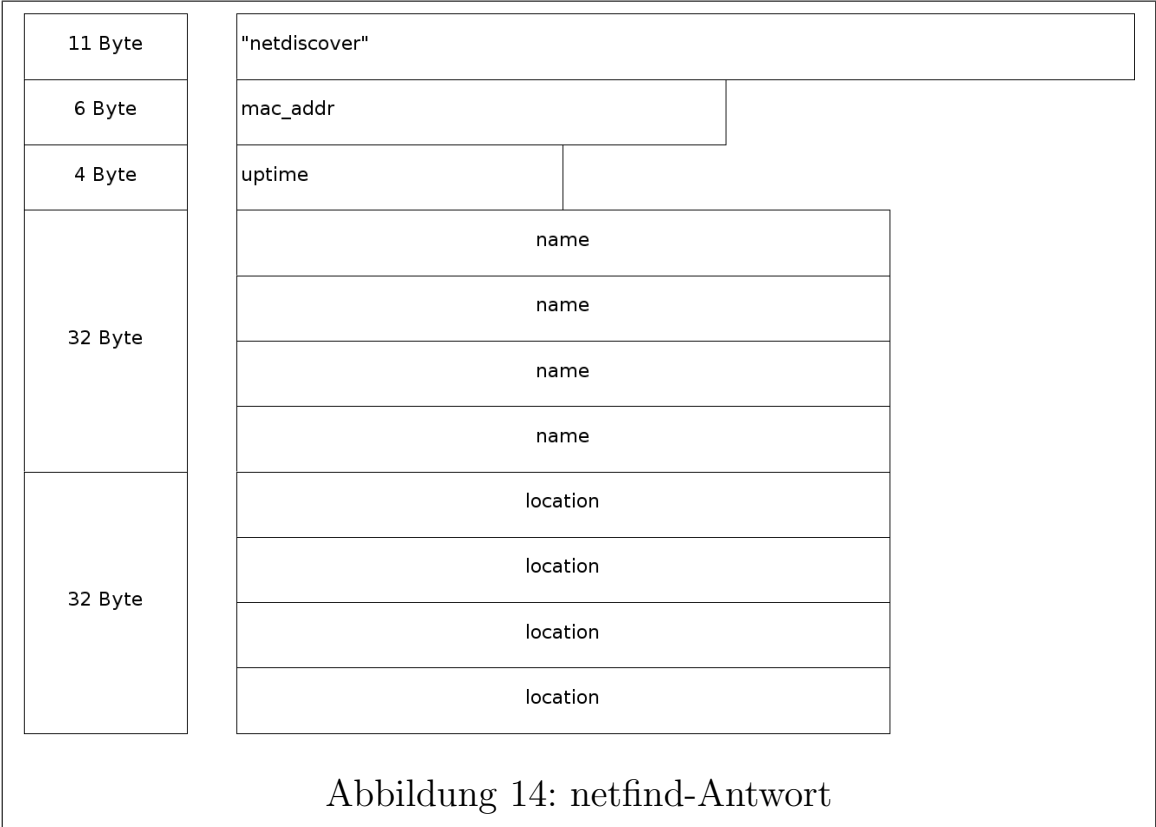 11 Byte "netdiscover"
6 Byte mac_addr
4 Byte uptime
name
name
32 Byte
name
name
location
location
32 Byte
location
location
Abbildung 14: netfind-Antwort